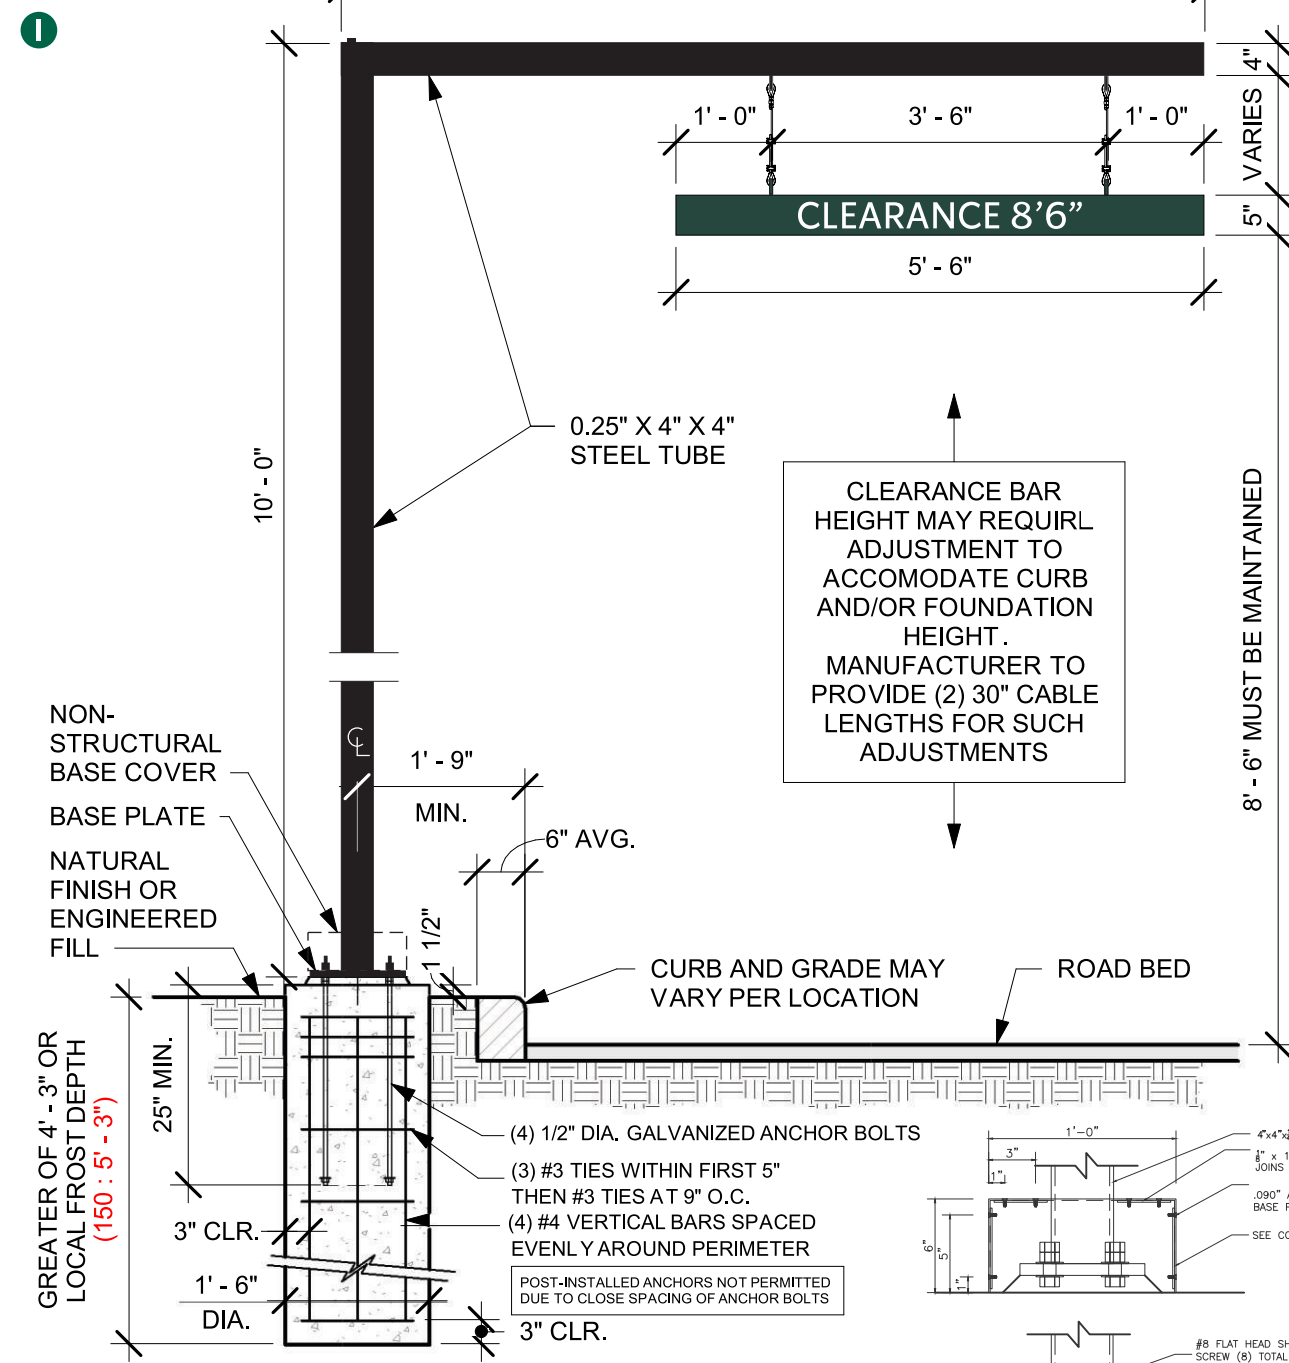 I
4"
VARIES
5"
1' - 0"
3' - 6"
1' - 0"
CLEARANCE 8’6”
5' - 6"
10' - 0"
0.25" X 4" X 4"
STEEL TUBE
CLEARANCE BAR
HEIGHT MAY REQUIRL
ADJUSTMENT TO
ACCOMODATE CURB
AND/OR FOUNDATION
HEIGHT.
MANUFACTURER TO
PROVIDE (2) 30" CABLE
LENGTHS FOR SUCH
ADJUSTMENTS
8' - 6" MUST BE MAINTAINED
NON-
STRUCTURAL
BASE COVER
BASE PLATE
NATURAL
FINISH OR
ENGINEERED
FILL
CL
1' - 9"
MIN.
6" AVG.
1 1/2"
CURB AND GRADE MAY
VARY PER LOCATION
ROAD BED
GREATER OF 4' - 3" OR
LOCAL FROST DEPTH
(150 : 5' - 3")
25" MIN.
(4) 1/2" DIA. GALVANIZED ANCHOR BOLTS
(3) #3 TIES WITHIN FIRST 5"
THEN #3 TIES AT 9" O.C.
(4) #4 VERTICAL BARS SPACED
EVENLY AROUND PERIMETER
POST-INSTALLED ANCHORS NOT PERMITTED
DUE TO CLOSE SPACING OF ANCHOR BOLTS
3" CLR.
1' - 6"
DIA.
3" CLR.
1'-0"
3"
1"
6"
5"
1"
4"x4"x
" x 1
JOINS
.090" A
BASE
SEE CO
#8 FLAT HEAD SH
SCREW (8) TOTAL